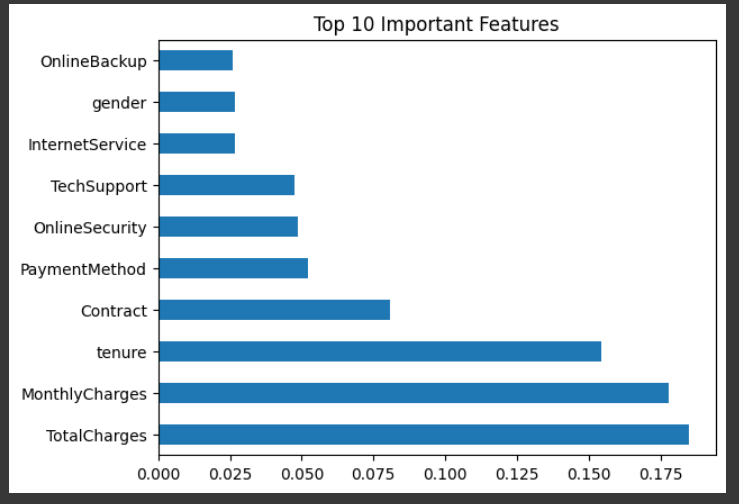 Top 10 Important Features
OnlineBackup
gender
InternetService
TechSupport
OnlineSecurity
PaymentMethod
Contract
tenure
MonthlyCharges
TotalCharges
0.000 0.025 0.050 0.075 0.100 0.125 0.150 0.175